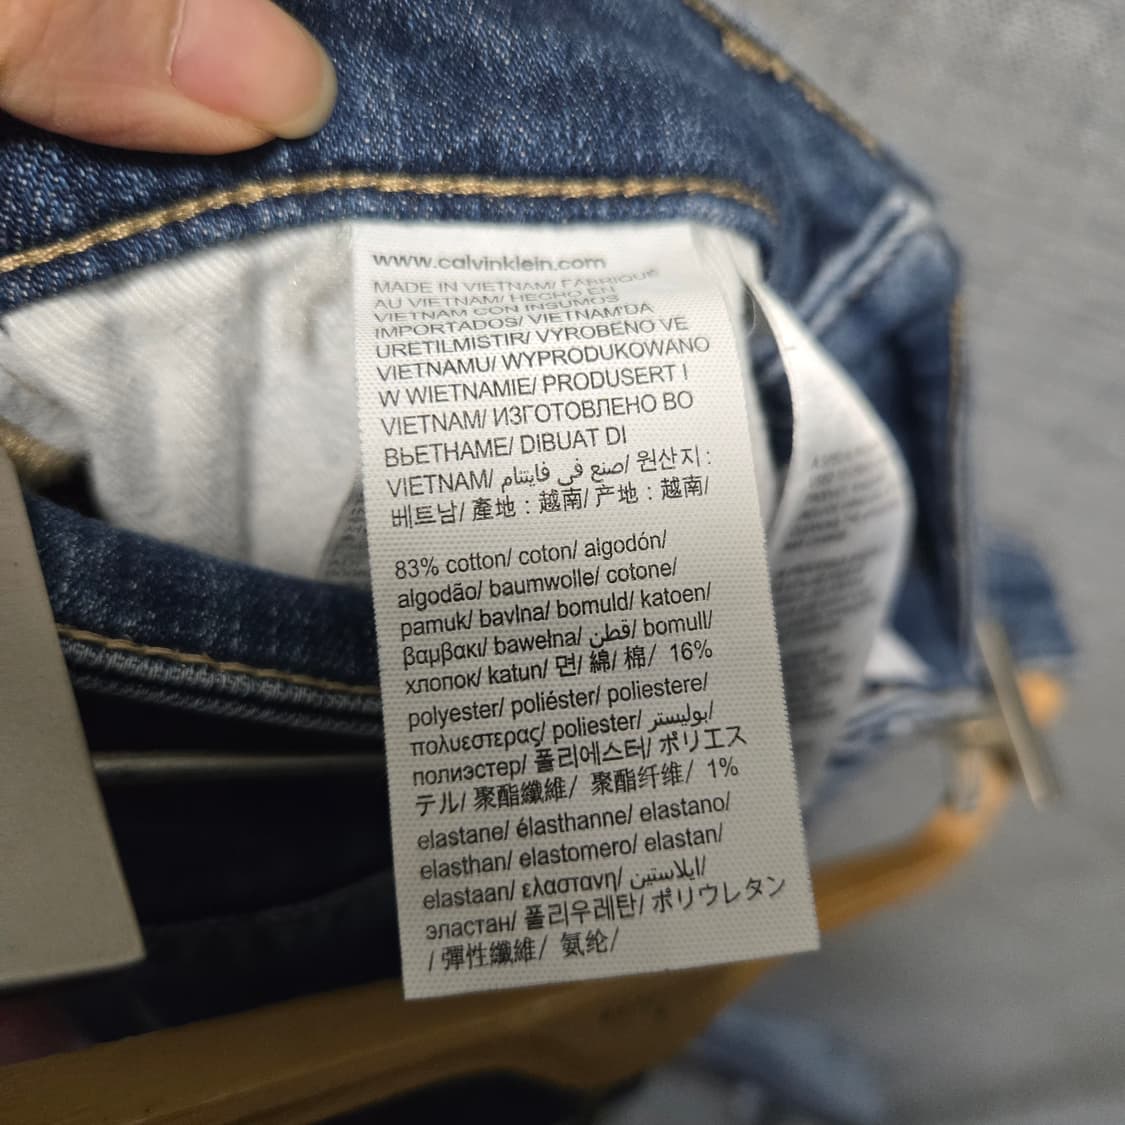 www.calvinklein.com
MADE IN VIETNAM/ FABRIQUÉ
AU VIETNAM/ HECHO EN
VIETNAM CON INSUMOS
IMPORTADOS/ VIETNAM'DA
URETILMISTIR/ VYROBENO VE
VIETNAMU/ WYPRODUKOWANO
W WIETNAMIE/ PRODUSERT I
VIETNAM/ ИЗГОТОВЛЕНО ВО
ВЬЕТНАМЕ/ DIBUAT DI
VIETNAM/ صنع في فايتنام/ 원산지 :
베트남/ 產地 : 越南/ 产地 : 越南/
83% cotton/ coton/ algodón/
algodão/ baumwolle/ cotone/
pamuk/ bavlna/ bomuld/ katoen/
βαμβακι/ bawełna/ قطن/ bomull/
хлопок/ katun/ 면/ 綿/ 棉/ 16%
polyester/ poliéster/ poliestere/
πολυεστερας/ poliester/ بوليستر/
полиэстер/ 폴리에스터/ ポリエス
テル/ 聚酯纖維/ 聚酯纤维/ 1%
elastane/ élasthanne/ elastano/
elasthan/ elastomero/ elastan/
elastaan/ ελαστανη/ ايلاستين/
эластан/ 폴리우레탄/ ポリウレタン
/ 彈性纖維/ 氨纶/